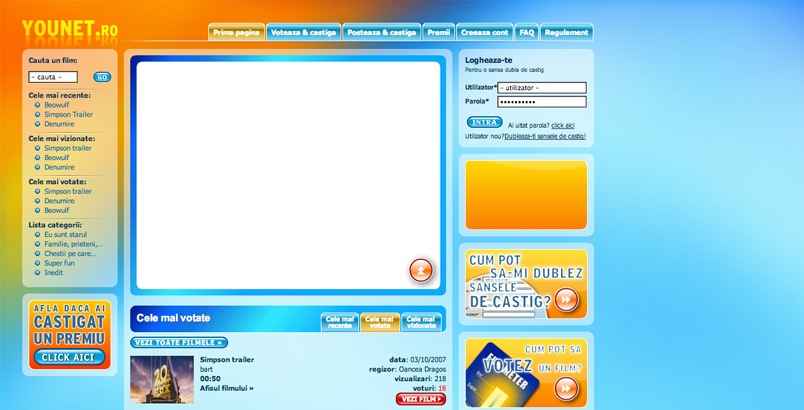 YOUNET.RO
Prima pagina
Voteaza & castiga
Posteaza & castiga
Premii
Creeaza cont
FAQ
Regulament
Cauta un film:
- cauta -
GO
Cele mai recente:
Beowulf
Simpson Trailer
Denumire
Cele mai vizionate:
Simpson trailer
Beowulf
Denumire
Cele mai votate:
Simpson trailer
Denumire
Beowulf
Lista categorii:
Eu sunt starul
Familie, prieteni,...
Chestii pe care...
Super fun
Inedit
AFLA DACA AI
CASTIGAT
UN PREMIU
CLICK AICI
Cele mai votate
Cele mai recente
Cele mai votate
Cele mai vizionate
VEZI TOATE FILMELE »
Simpson trailer
bart
00:50
Afisul filmului »
data: 03/10/2007
regizor: Oancea Dragos
vizualizari: 218
voturi: 18
VEZI FILM
Logheaza-te
Pentru o sansa dubla de castig
Utilizator*
- utilizator -
Parola*
INTRA
Ai uitat parola? click aici
Utilizator nou?Dubleaza-ti sansele de castig!
CUM POT
SA-MI DUBLEZ
SANSELE
DE CASTIG?
CUM POT SA
VOTEZ UN FILM?